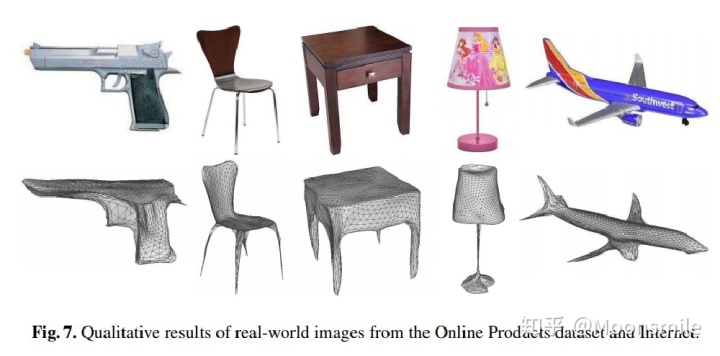 Southwest
Fig. 7. Qualitative results of real-world images from the Online Products dataset and Internet.
知乎 @Moonsmile